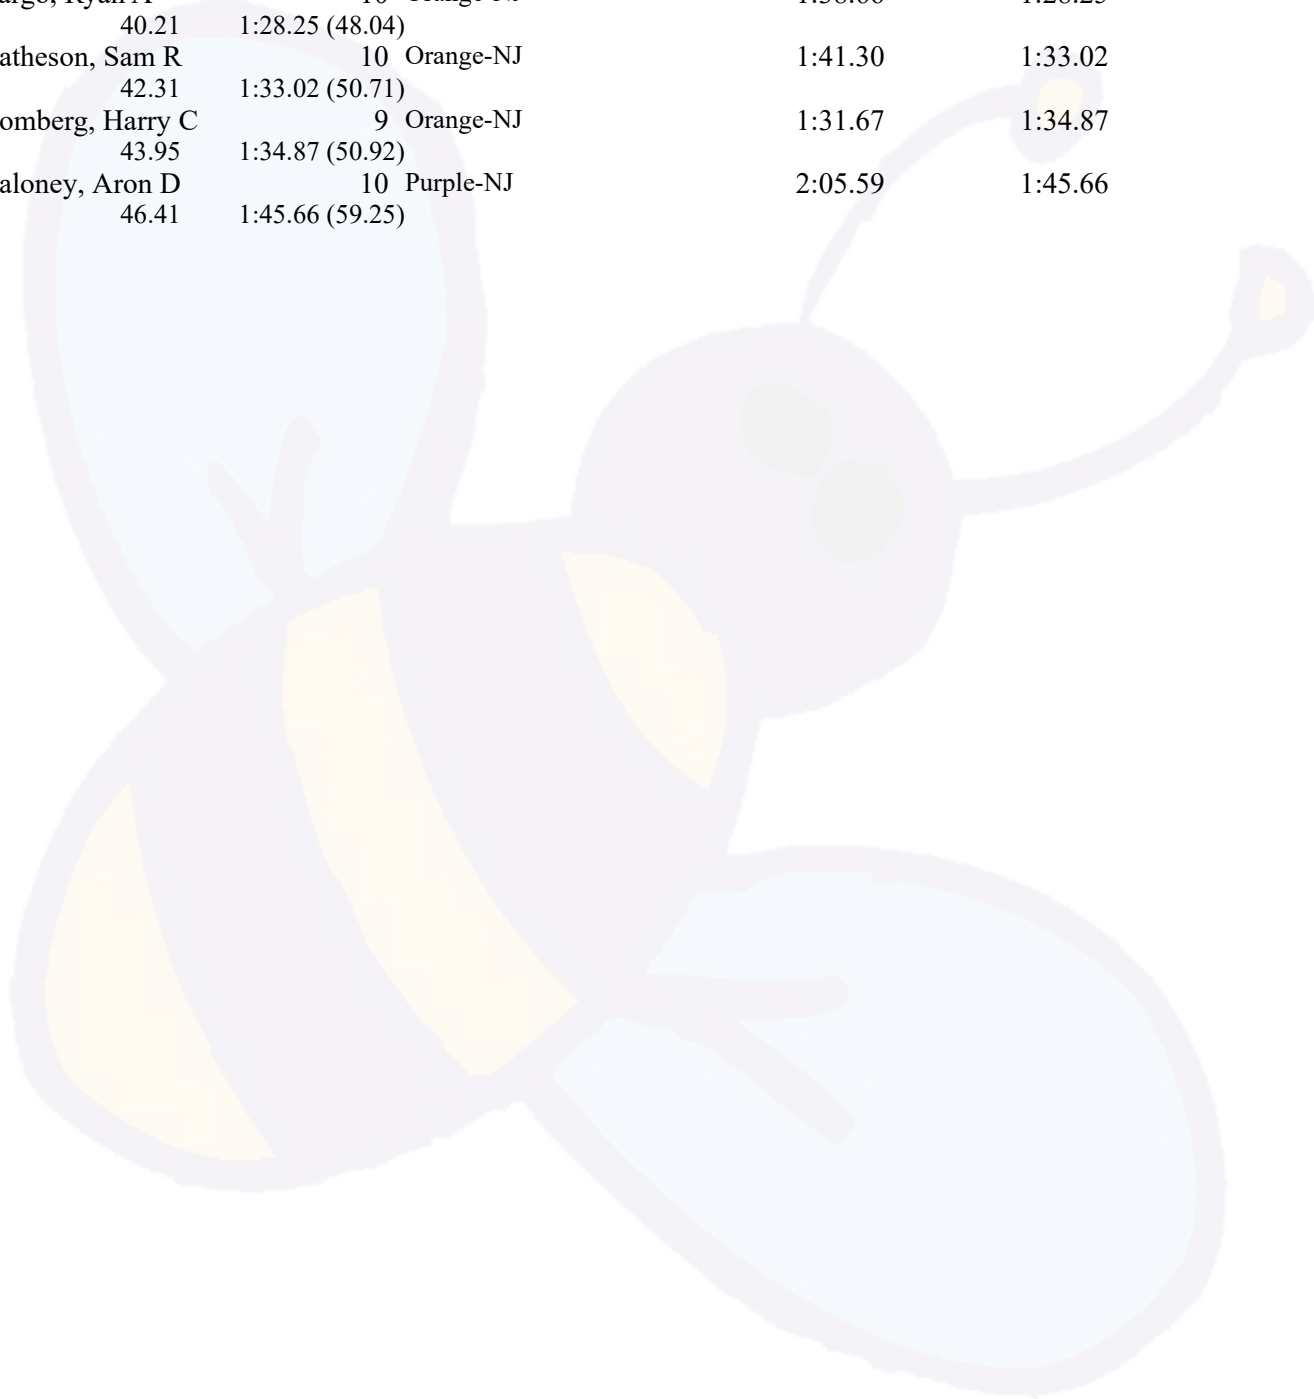 40.21 1:28.25 (48.04)
atheson, Sam R 10 Orange-NJ 1:41.30 1:33.02
42.31 1:33.02 (50.71)
omberg, Harry C 9 Orange-NJ 1:31.67 1:34.87
43.95 1:34.87 (50.92)
aloney, Aron D 10 Purple-NJ 2:05.59 1:45.66
46.41 1:45.66 (59.25)